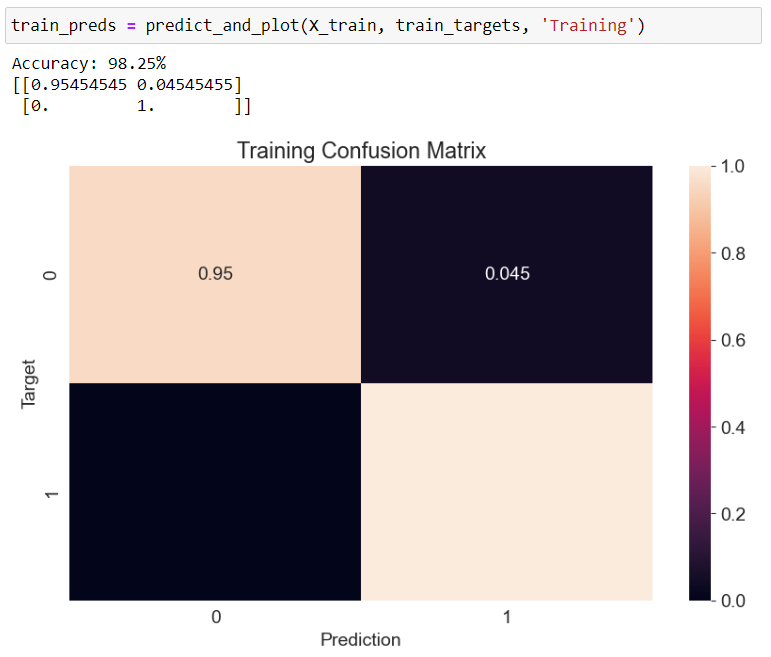 train_preds = predict_and_plot(X_train, train_targets, 'Training')
Accuracy: 98.25%
[[0.95454545 0.04545455]
 [0.         1.        ]]
Training Confusion Matrix
1.0
0.8
0.6
0.4
0.2
0.0
Target
0
1
0.95
0.045
0
1
Prediction